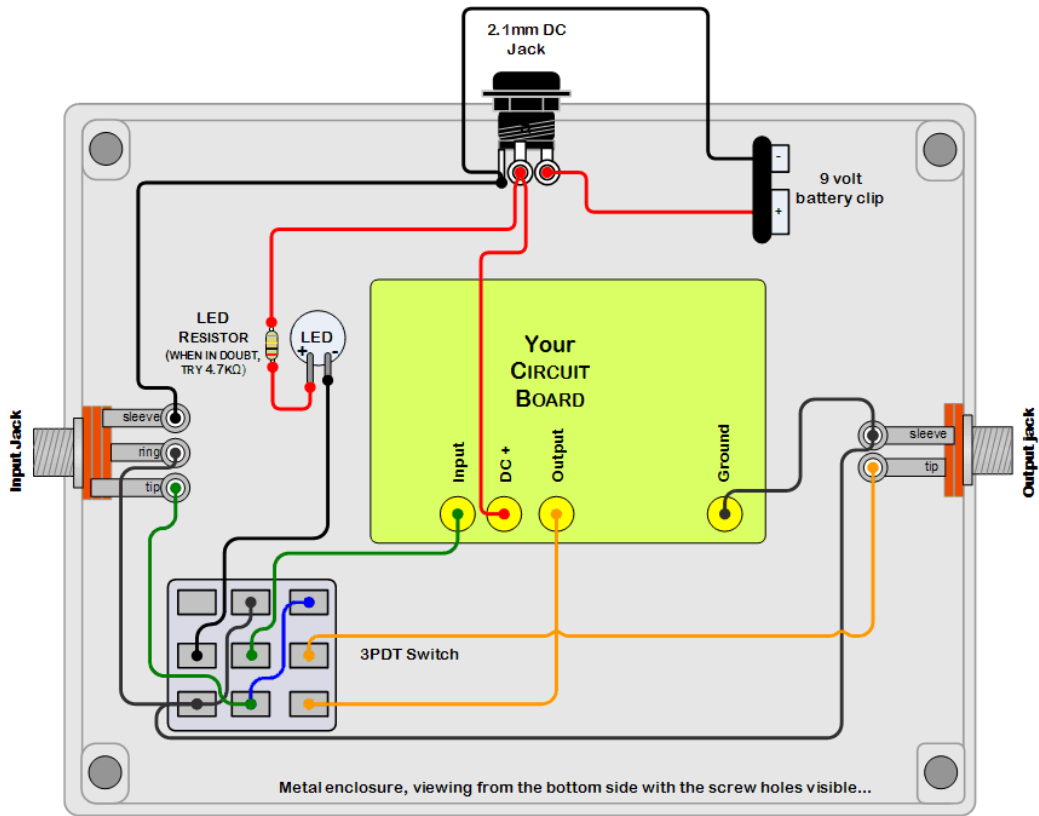 2.1mm DC
Jack
-
+
9 volt
battery clip
LED
RESISTOR
(WHEN IN DOUBT,
TRY 4.7KΩ)
LED
+ -
Your
CIRCUIT
BOARD
Input Jack
sleeve
ring
tip
Input
DC +
Output
Ground
sleeve
tip
Output jack
3PDT Switch
Metal enclosure, viewing from the bottom side with the screw holes visible...